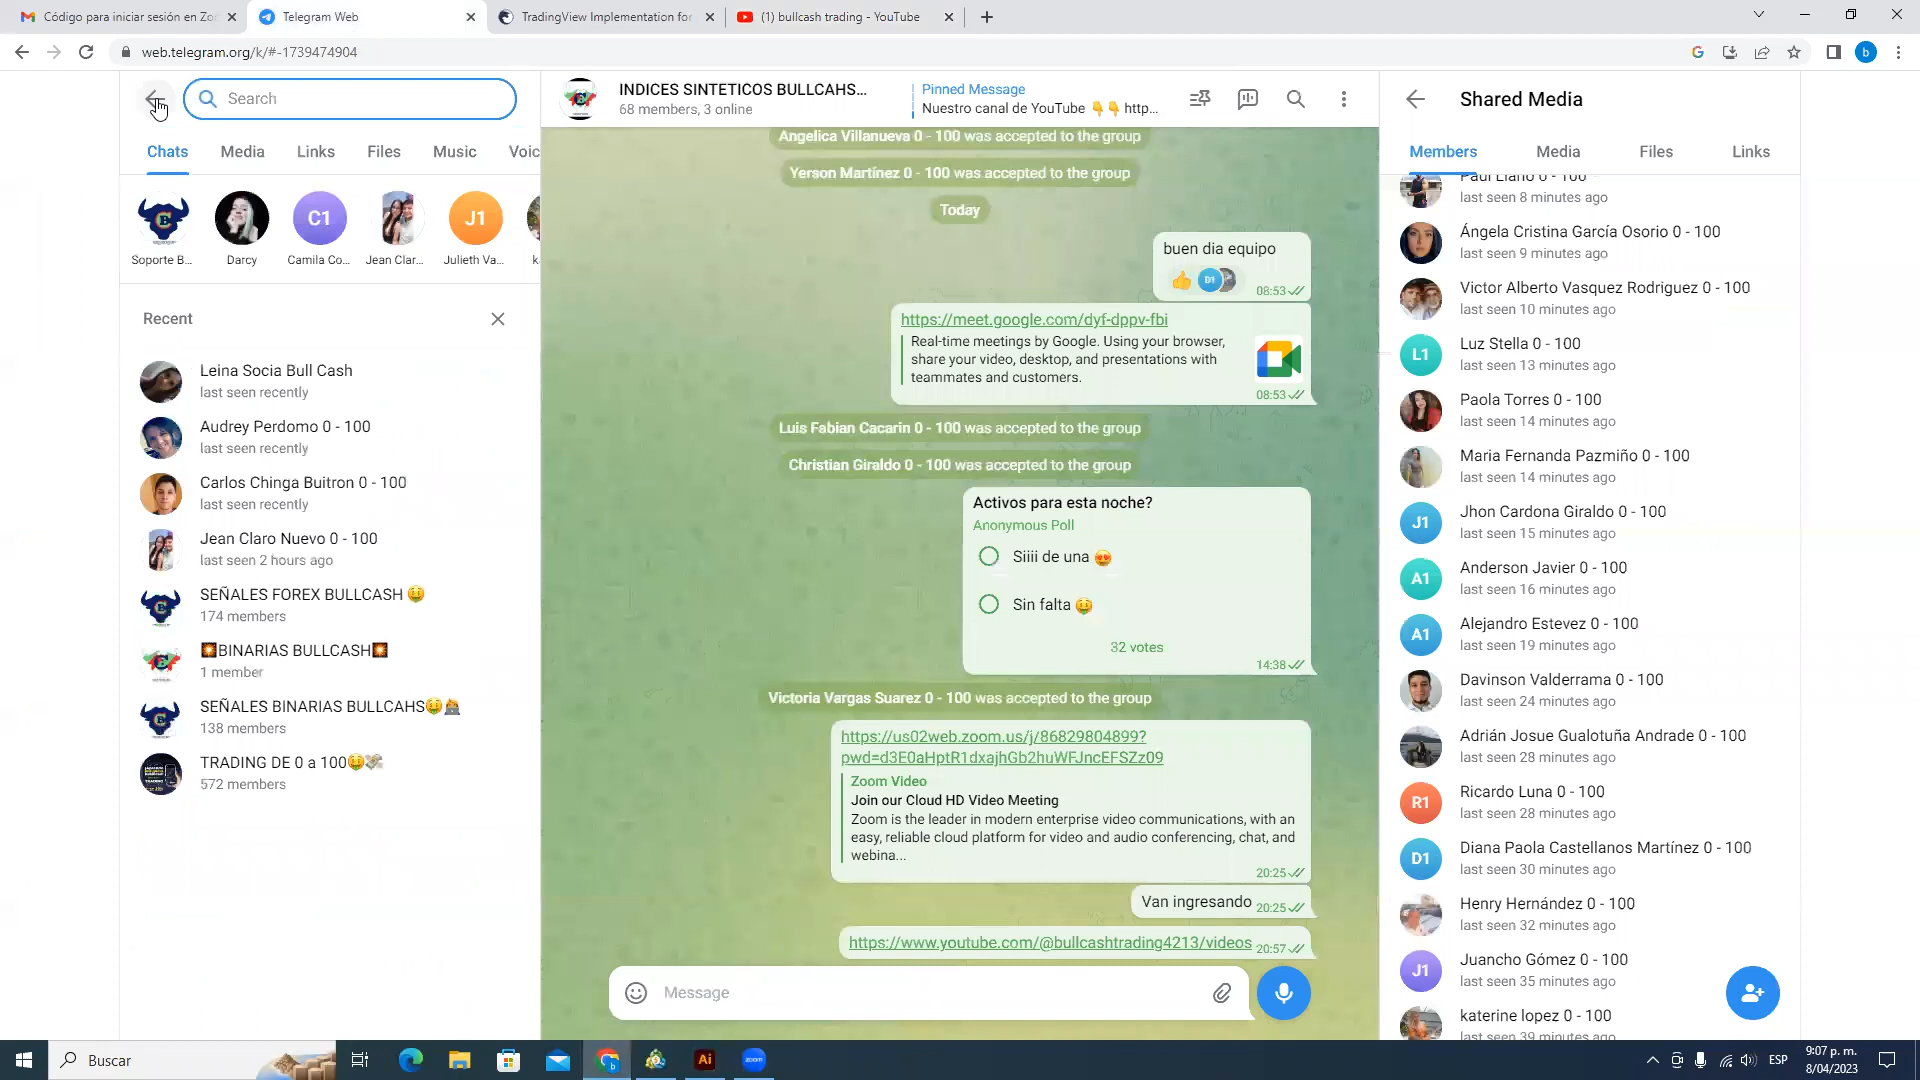 Código para iniciar sesión en Zoo
Telegram Web
TradingView Implementation for
(1) bullcash trading - YouTube
web.telegram.org/k/#-1739474904
b
Search
Chats
Media
Links
Files
Music
Voic
C1
J1
Soporte B...
Darcy
Camila Co...
Jean Clar...
Julieth Va...
k
Recent
Leina Socia Bull Cash
last seen recently
Audrey Perdomo 0 - 100
last seen recently
Carlos Chinga Buitron 0 - 100
last seen recently
Jean Claro Nuevo 0 - 100
last seen 2 hours ago
SEÑALES FOREX BULLCASH 🤑
174 members
💥BINARIAS BULLCASH💥
1 member
SEÑALES BINARIAS BULLCAHS🤑👩‍💻
138 members
TRADING DE 0 a 100🤑💸
572 members
INDICES SINTETICOS BULLCAHS...
68 members, 3 online
Pinned Message
Nuestro canal de YouTube 👇👇 http...
Angelica Villanueva 0 - 100 was accepted to the group
Yerson Martínez 0 - 100 was accepted to the group
Today
buen dia equipo
👍 D1
08:53
https://meet.google.com/dyf-dppv-fbi
Real-time meetings by Google. Using your browser,
share your video, desktop, and presentations with
teammates and customers.
08:53
Luis Fabian Cacarin 0 - 100 was accepted to the group
Christian Giraldo 0 - 100 was accepted to the group
Activos para esta noche?
Anonymous Poll
Siiii de una 😍
Sin falta 🤑
32 votes
14:38
Victoria Vargas Suarez 0 - 100 was accepted to the group
https://us02web.zoom.us/j/86829804899?
pwd=d3E0aHptR1dxajhGb2huWFJncEFSZz09
Zoom Video
Join our Cloud HD Video Meeting
Zoom is the leader in modern enterprise video communications, with an
easy, reliable cloud platform for video and audio conferencing, chat, and
webina...
20:25
Van ingresando 20:25
https://www.youtube.com/@bullcashtrading4213/videos 20:57
Message
Shared Media
Members
Media
Files
Links
Paul Llano 0 - 100
last seen 8 minutes ago
Ángela Cristina García Osorio 0 - 100
last seen 9 minutes ago
Victor Alberto Vasquez Rodriguez 0 - 100
last seen 10 minutes ago
L1
Luz Stella 0 - 100
last seen 13 minutes ago
Paola Torres 0 - 100
last seen 14 minutes ago
Maria Fernanda Pazmiño 0 - 100
last seen 14 minutes ago
J1
Jhon Cardona Giraldo 0 - 100
last seen 15 minutes ago
A1
Anderson Javier 0 - 100
last seen 16 minutes ago
A1
Alejandro Estevez 0 - 100
last seen 19 minutes ago
Davinson Valderrama 0 - 100
last seen 24 minutes ago
Adrián Josue Gualotuña Andrade 0 - 100
last seen 28 minutes ago
R1
Ricardo Luna 0 - 100
last seen 28 minutes ago
D1
Diana Paola Castellanos Martínez 0 - 100
last seen 30 minutes ago
Henry Hernández 0 - 100
last seen 32 minutes ago
J1
Juancho Gómez 0 - 100
last seen 35 minutes ago
katerine lopez 0 - 100
last seen 39 minutes ago
Buscar
Ai
zoom
ESP
9:07 p. m.
8/04/2023